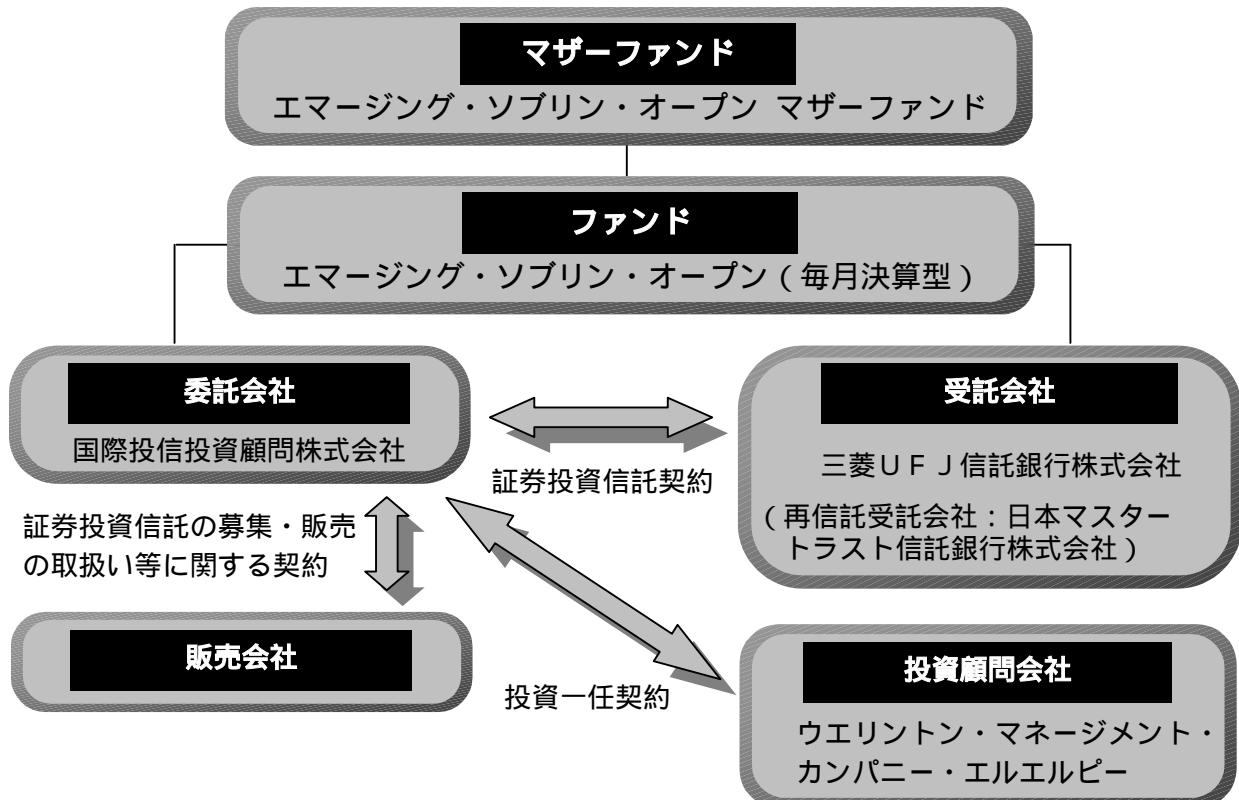 マザーファンド
エマージング・ソブリン・オープン マザーファンド
ファンド
エマージング・ソブリン・オープン（毎月決算型）
委託会社
国際投信投資顧問株式会社
受託会社
三菱ＵＦＪ信託銀行株式会社
（再信託受託会社：日本マスター
トラスト信託銀行株式会社）
証券投資信託契約
証券投資信託の募集・販売
の取扱い等に関する契約
販売会社
投資一任契約
投資顧問会社
ウエリントン・マネージメント・
カンパニー・エルエルピー